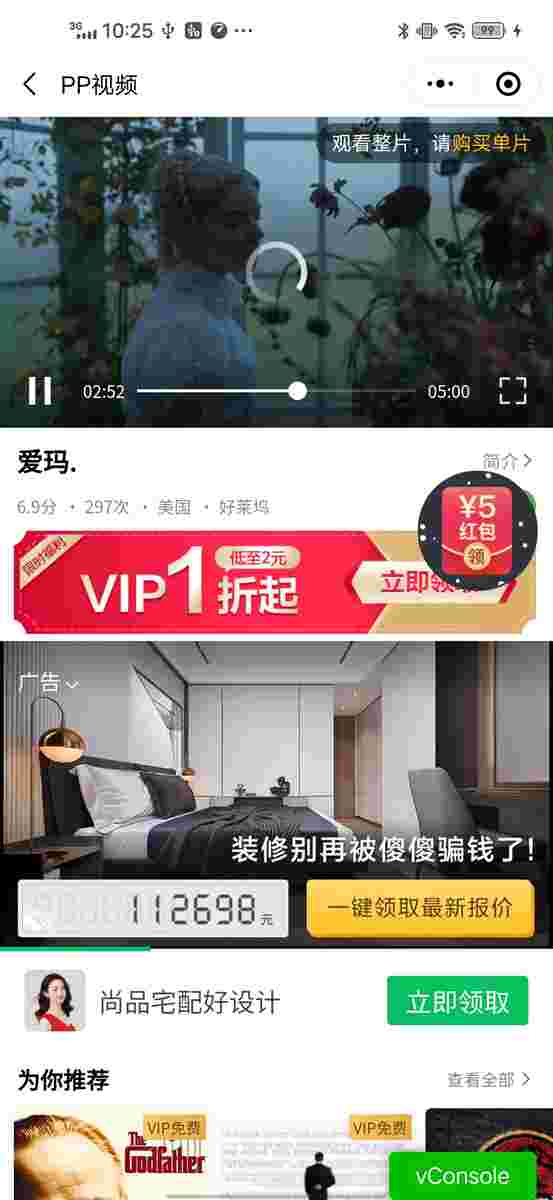 3G 10:25 99
PP视频
观看整片，请购买单片
02:52 05:00
爱玛.
简介
6.9分 · 297次 · 美国 · 好莱坞
¥5
红包
领
限时福利
VIP1折起
低至2元
立即领取
广告
装修别再被傻傻骗钱了！
112698元
一键领取最新报价
尚品宅配好设计
立即领取
为你推荐
查看全部
VIP免费
The
Godfather
VIP免费
vConsole